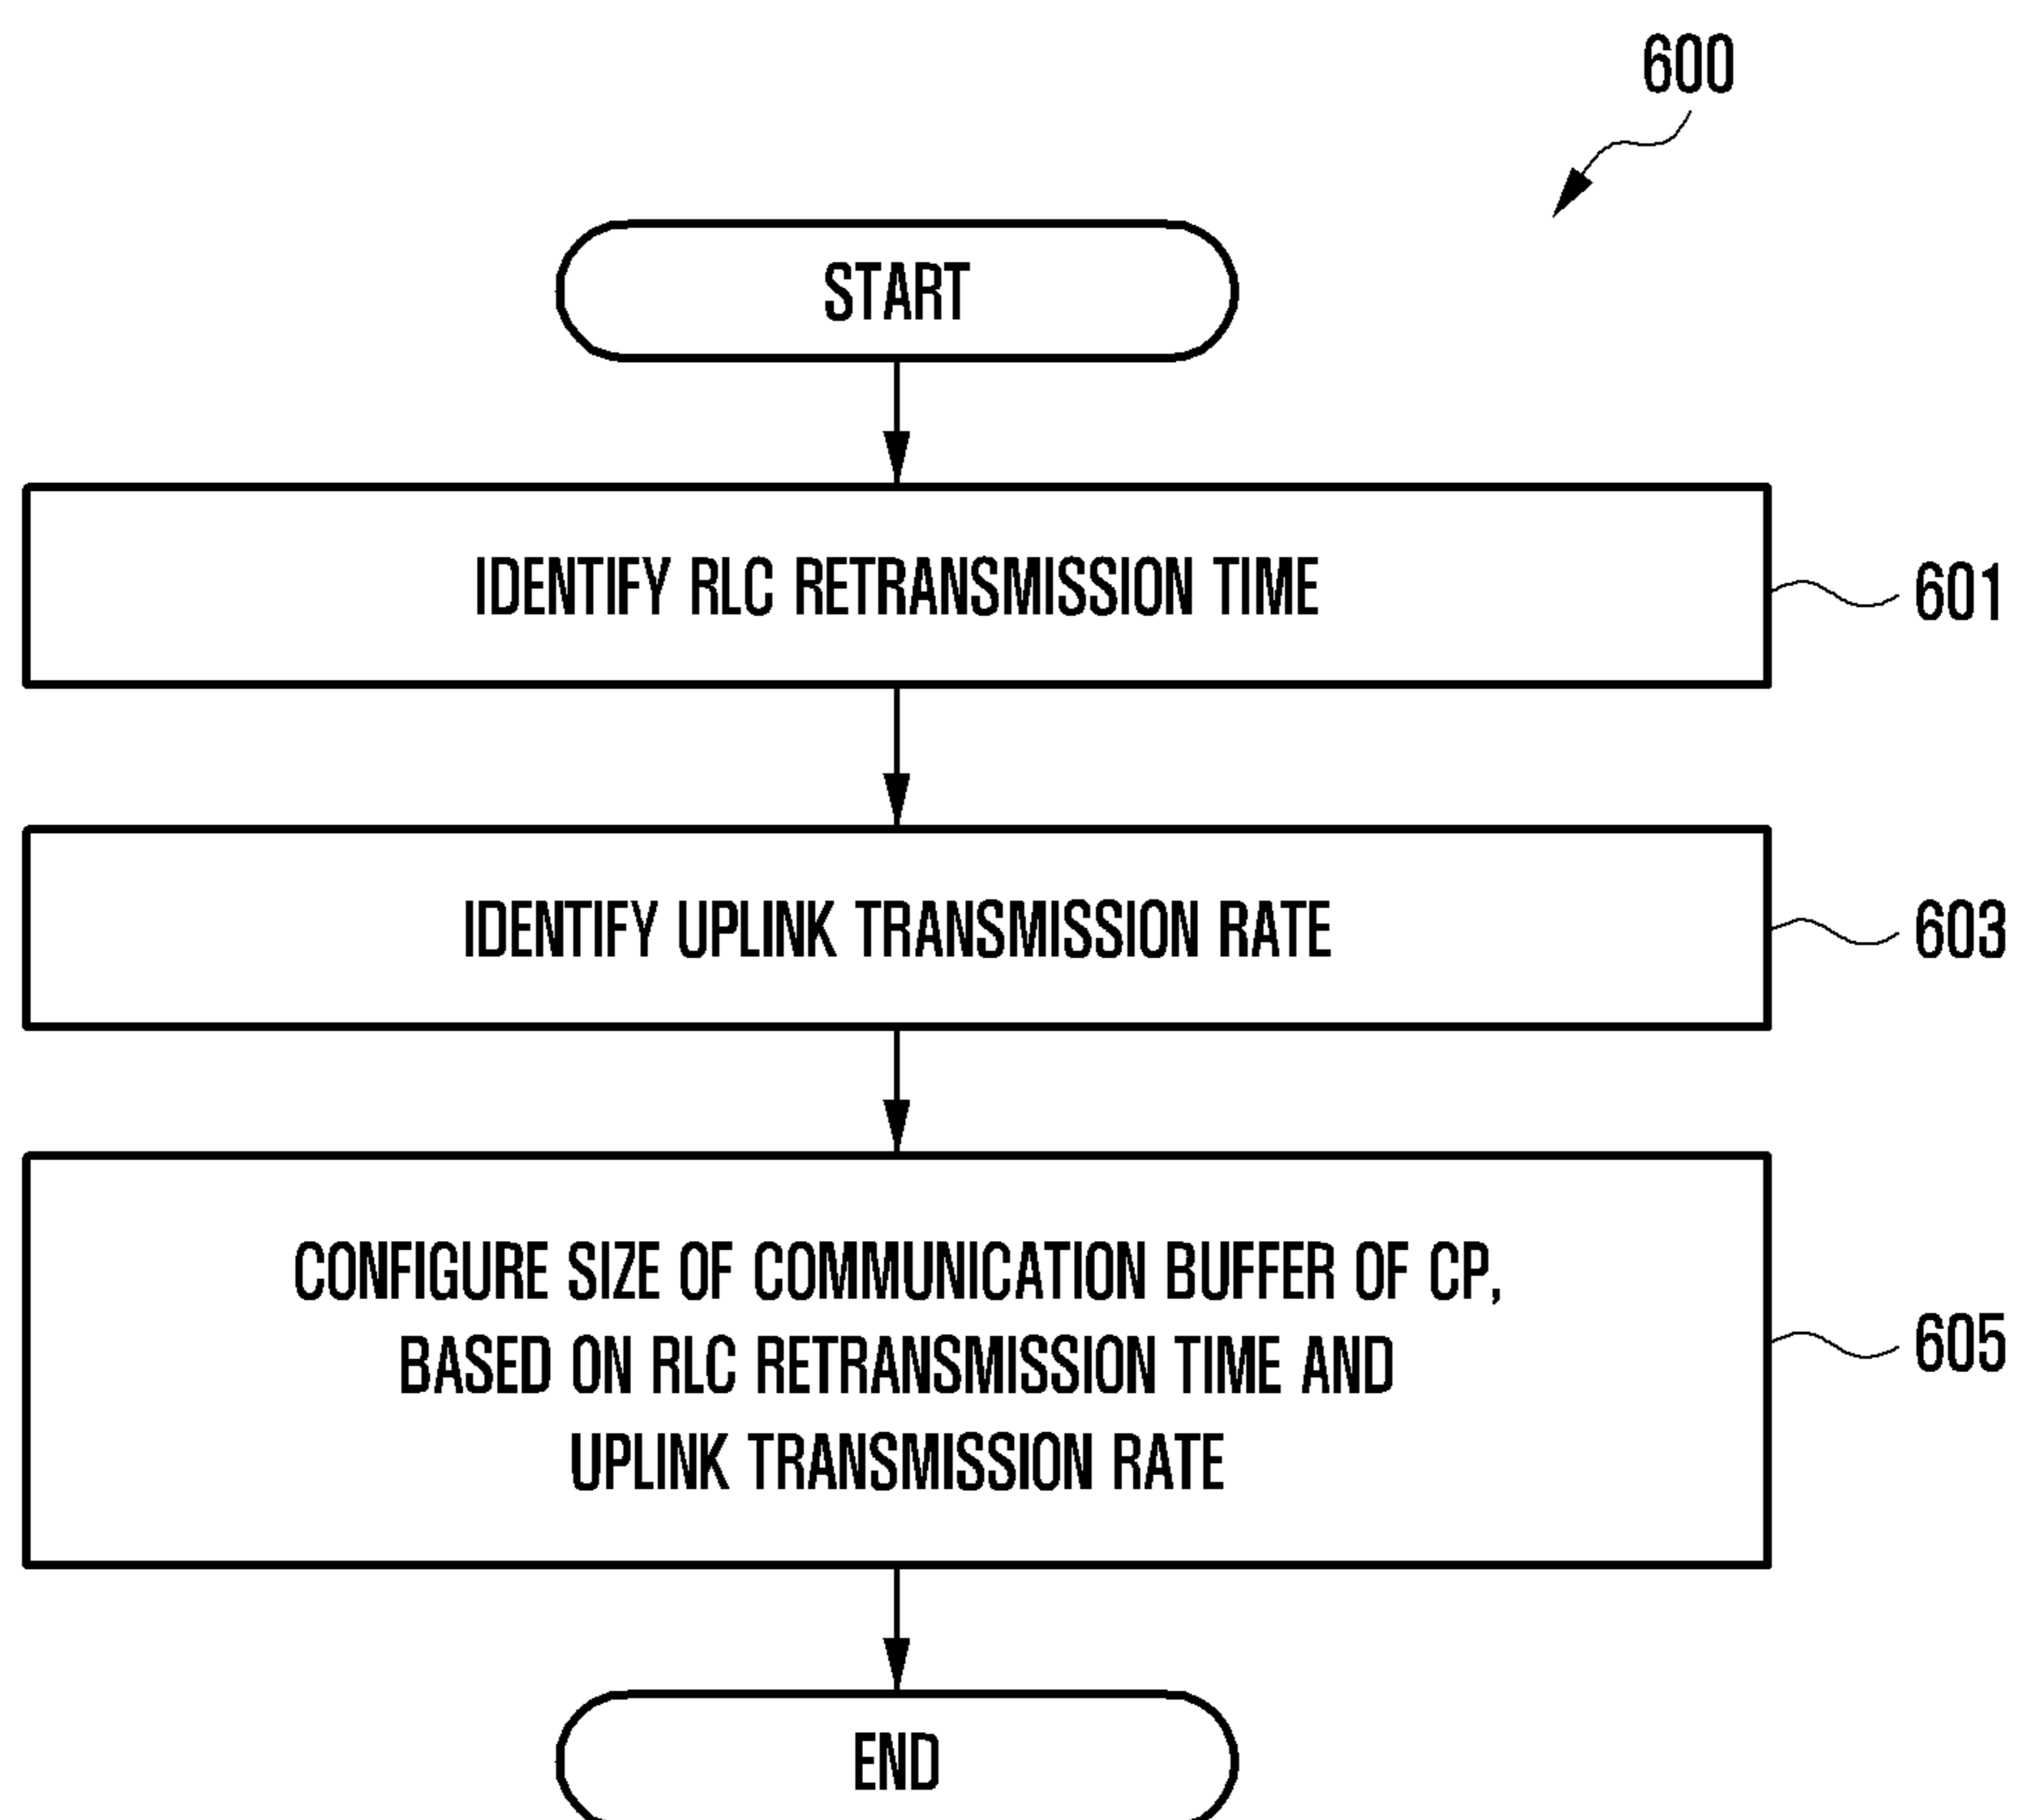 600
START
IDENTIFY RLC RETRANSMISSION TIME
601
IDENTIFY UPLINK TRANSMISSION RATE
603
CONFIGURE SIZE OF COMMUNICATION BUFFER OF CP,
BASED ON RLC RETRANSMISSION TIME AND
UPLINK TRANSMISSION RATE
605
END